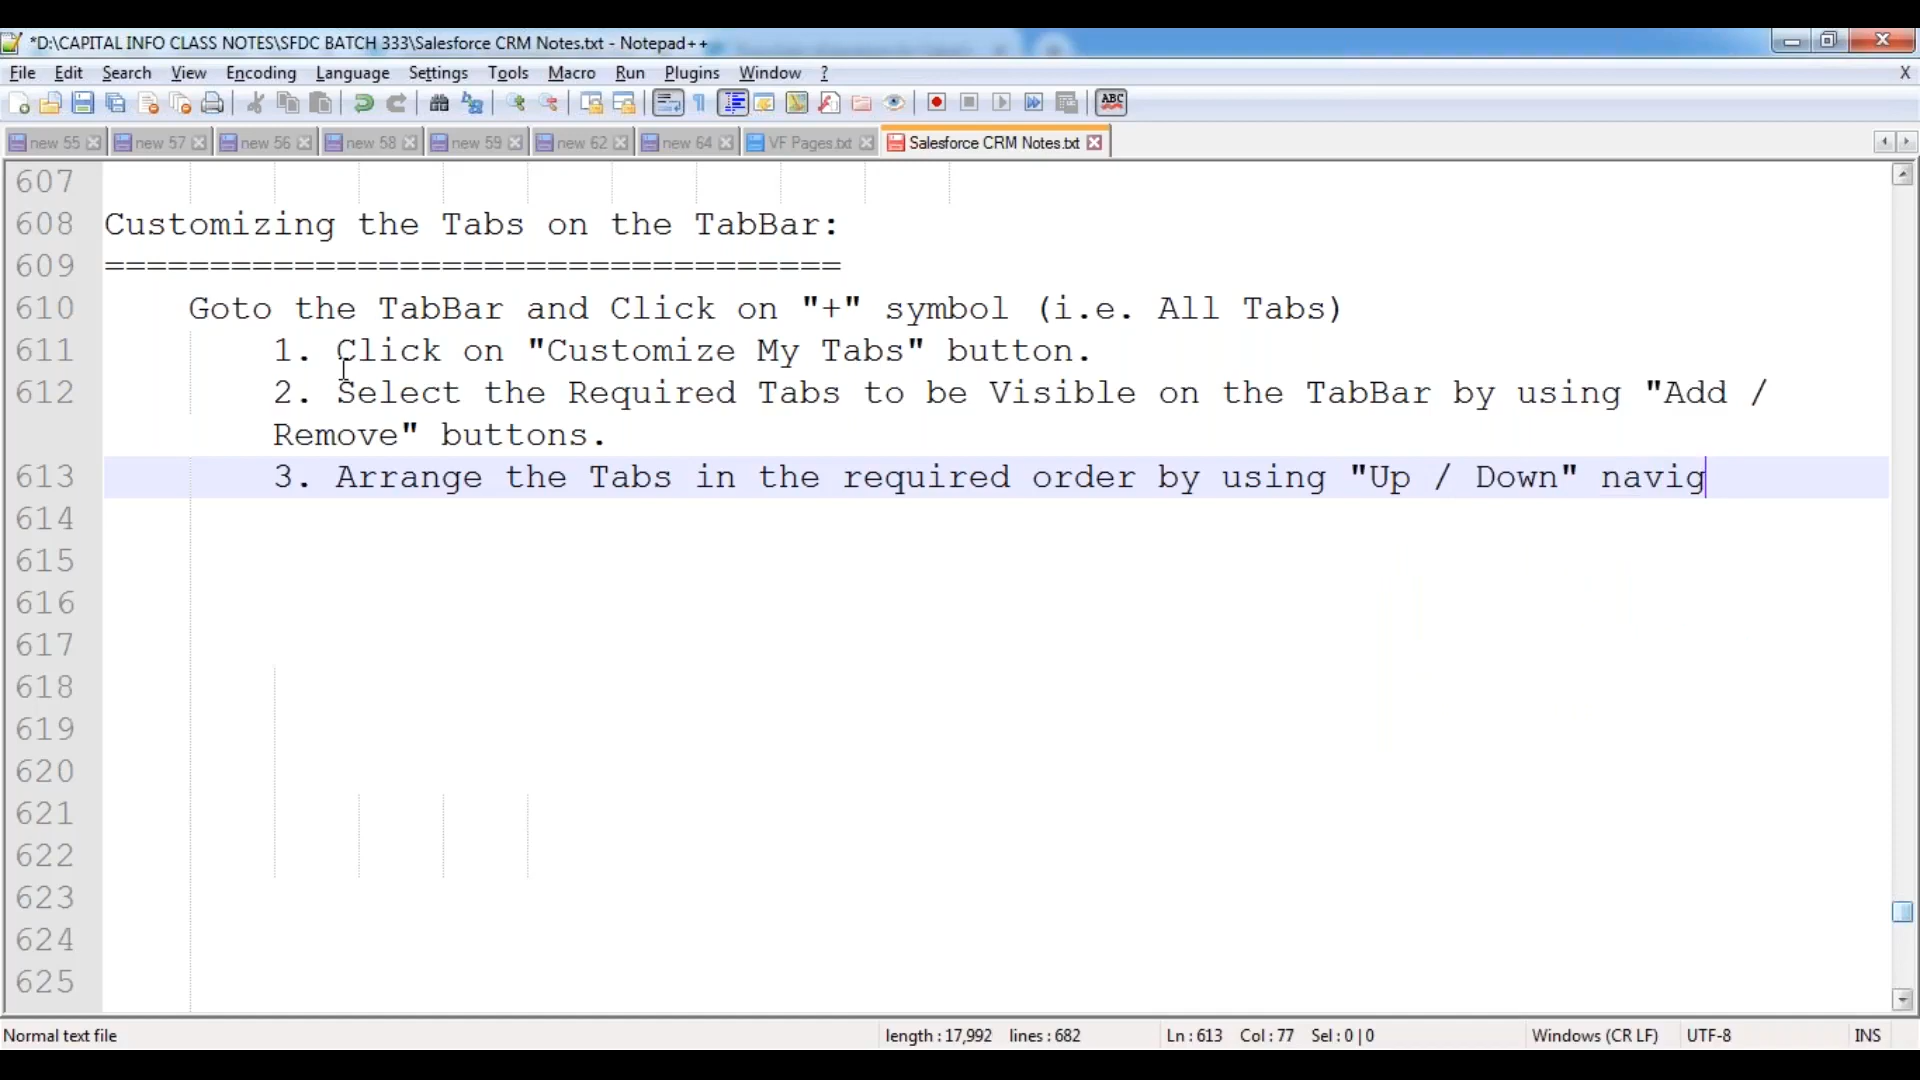 *D:\CAPITAL INFO CLASS NOTES\SFDC BATCH 333\Salesforce CRM Notes.txt - Notepad++
File Edit Search View Encoding Language Settings Tools Macro Run Plugins Window ? X
ABC
new 55 new 57 new 56 new 58 new 59 new 62 new 64 VF Pages.txt Salesforce CRM Notes.txt
607
608 Customizing the Tabs on the TabBar:
609 ===================================
610 Goto the TabBar and Click on "+" symbol (i.e. All Tabs)
611 1. Click on "Customize My Tabs" button.
612 2. Select the Required Tabs to be Visible on the TabBar by using "Add /
Remove" buttons.
613 3. Arrange the Tabs in the required order by using "Up / Down" navig
614
615
616
617
618
619
620
621
622
623
624
625
Normal text file length : 17,992 lines : 682 Ln : 613 Col : 77 Sel : 0 | 0 Windows (CR LF) UTF-8 INS